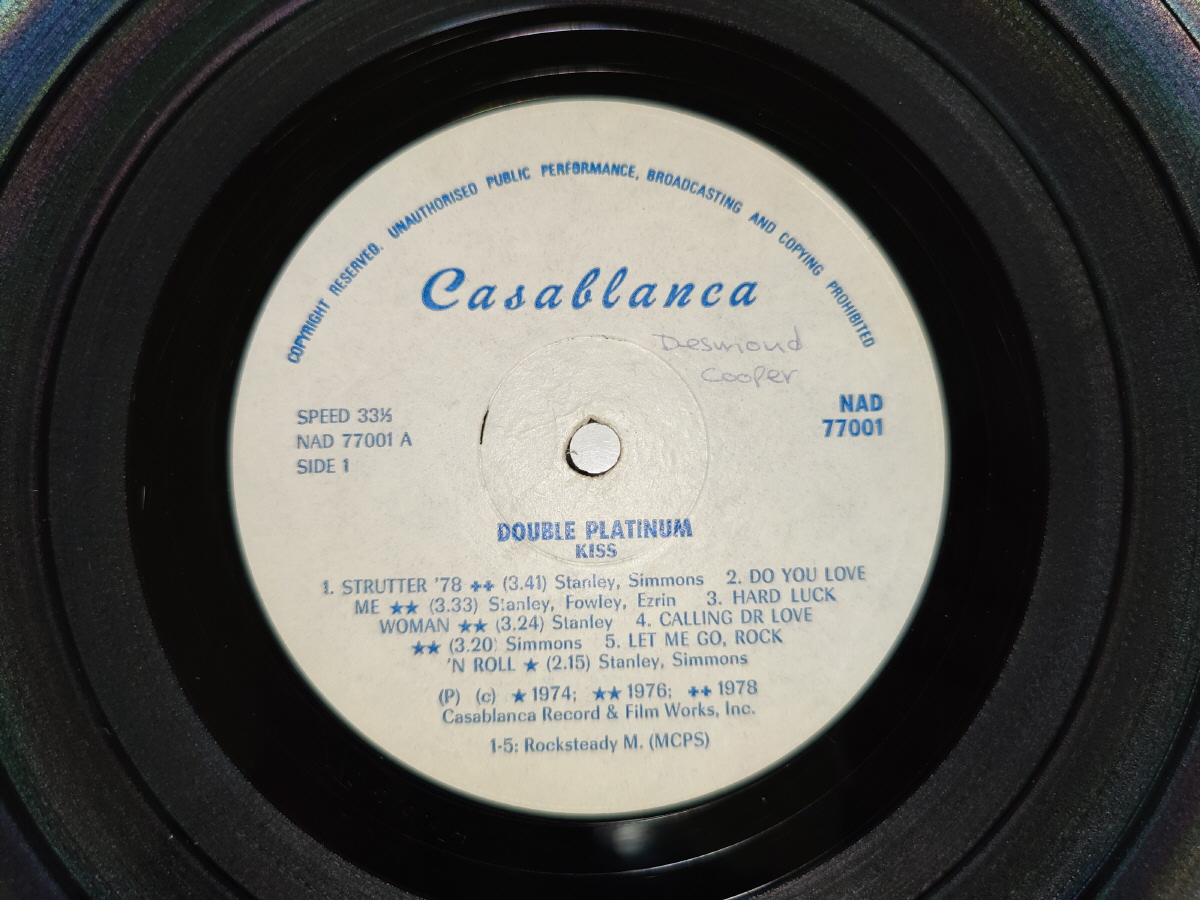 COPYRIGHT RESERVED. UNAUTHORISED PUBLIC PERFORMANCE, BROADCASTING AND COPYING PROHIBITED
Casablanca
Desmond
Cooper
SPEED 33⅓
NAD 77001 A
SIDE 1
NAD
77001
DOUBLE PLATINUM
KISS
1. STRUTTER '78 ✚✚ (3.41) Stanley, Simmons 2. DO YOU LOVE
ME ★★ (3.33) Stanley, Fowley, Ezrin 3. HARD LUCK
WOMAN ★★ (3.24) Stanley 4. CALLING DR LOVE
★★ (3.20) Simmons 5. LET ME GO, ROCK
'N ROLL ★ (2.15) Stanley, Simmons
(P) (c) ★ 1974; ★★ 1976; ✚✚ 1978
Casablanca Record & Film Works, Inc.
1-5: Rocksteady M. (MCPS)